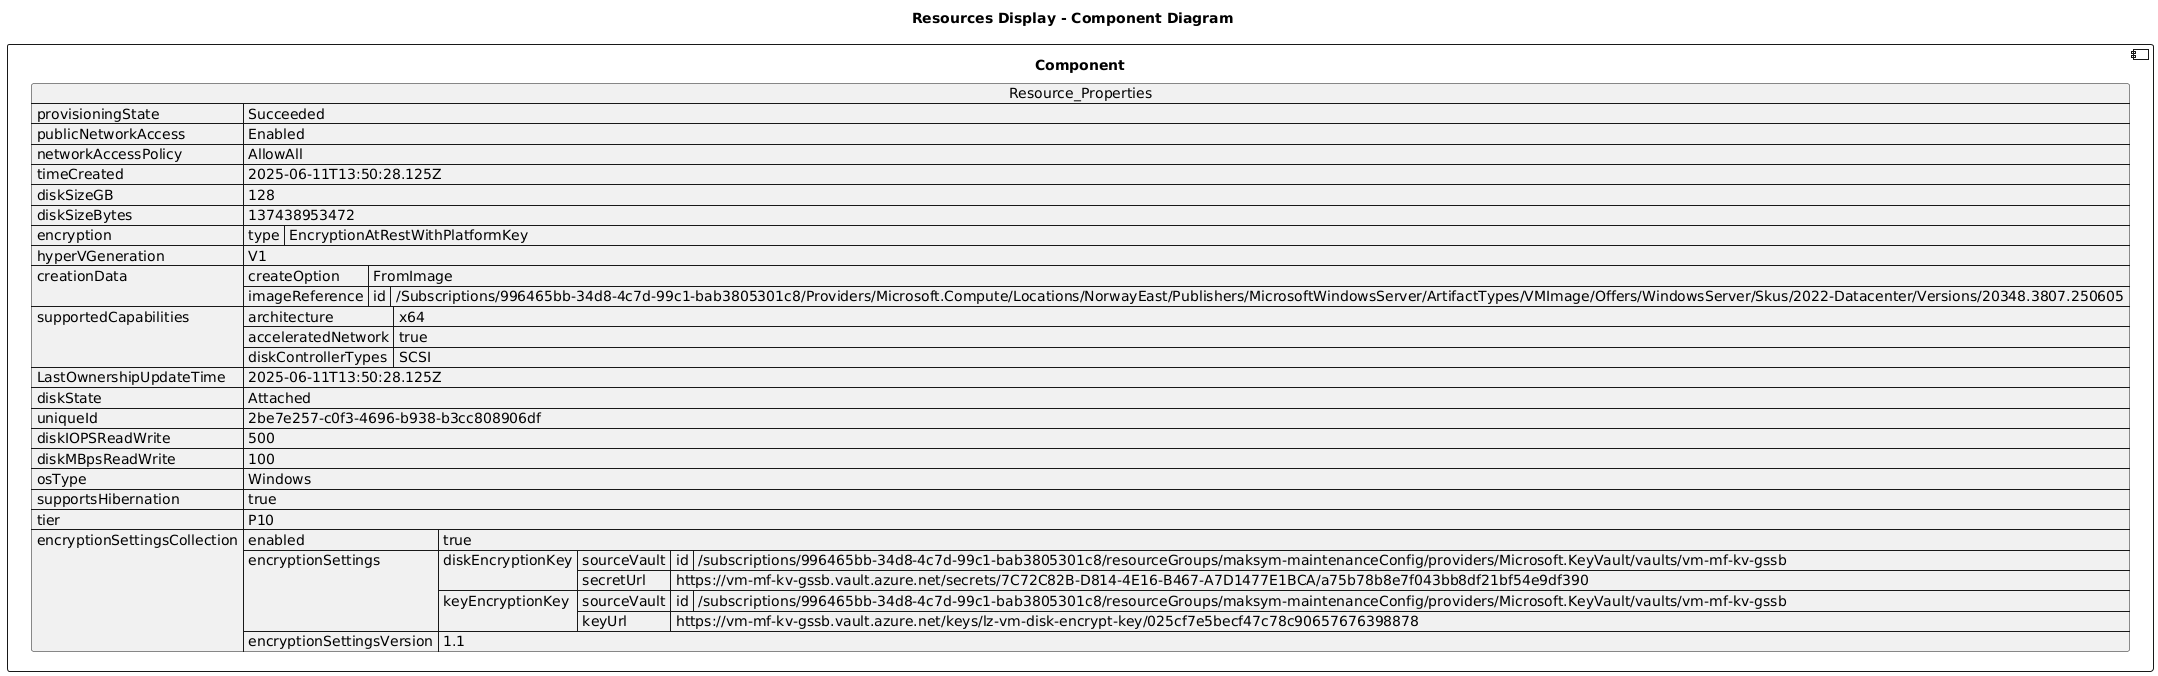 Resources Display - Component Diagram
Component
Resource_Properties
provisioningState Succeeded
publicNetworkAccess Enabled
networkAccessPolicy AllowAll
timeCreated 2025-06-11T13:50:28.125Z
diskSizeGB 128
diskSizeBytes 137438953472
encryption type EncryptionAtRestWithPlatformKey
hyperVGeneration V1
creationData createOption FromImage
imageReference id /Subscriptions/996465bb-34d8-4c7d-99c1-bab3805301c8/Providers/Microsoft.Compute/Locations/NorwayEast/Publishers/MicrosoftWindowsServer/ArtifactTypes/VMImage/Offers/WindowsServer/Skus/2022-Datacenter/Versions/20348.3807.250605
supportedCapabilities architecture x64
acceleratedNetwork true
diskControllerTypes SCSI
LastOwnershipUpdateTime 2025-06-11T13:50:28.125Z
diskState Attached
uniqueId 2be7e257-c0f3-4696-b938-b3cc808906df
diskIOPSReadWrite 500
diskMBpsReadWrite 100
osType Windows
supportsHibernation true
tier P10
encryptionSettingsCollection enabled true
encryptionSettings diskEncryptionKey sourceVault id /subscriptions/996465bb-34d8-4c7d-99c1-bab3805301c8/resourceGroups/maksym-maintenanceConfig/providers/Microsoft.KeyVault/vaults/vm-mf-kv-gssb
secretUrl https://vm-mf-kv-gssb.vault.azure.net/secrets/7C72C82B-D814-4E16-B467-A7D1477E1BCA/a75b78b8e7f043bb8df21bf54e9df390
keyEncryptionKey sourceVault id /subscriptions/996465bb-34d8-4c7d-99c1-bab3805301c8/resourceGroups/maksym-maintenanceConfig/providers/Microsoft.KeyVault/vaults/vm-mf-kv-gssb
keyUrl https://vm-mf-kv-gssb.vault.azure.net/keys/lz-vm-disk-encrypt-key/025cf7e5becf47c78c90657676398878
encryptionSettingsVersion 1.1